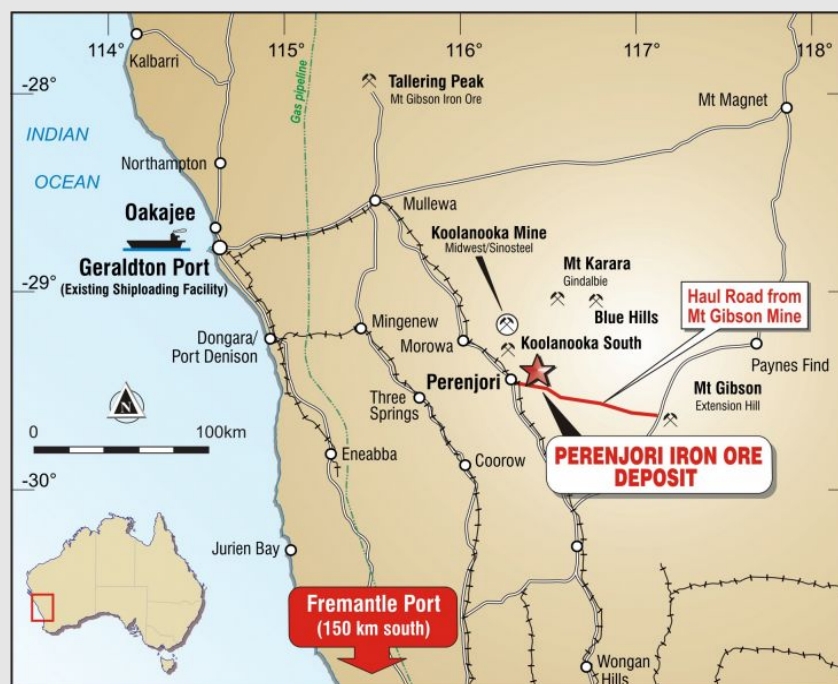 114°
115°
116°
117°
118°
Kalbarri
-28°
Gas pipeline
Tallering Peak
Mt Gibson Iron Ore
Mt Magnet
INDIAN
OCEAN
Northampton
Mullewa
Oakajee
Koolanooka Mine
Midwest/Sinosteel
Geraldton Port
(Existing Shiploading Facility)
Mt Karara
Gindalbie
-29°
Blue Hills
Haul Road from
Mt Gibson Mine
Dongara/
Port Denison
Mingenew
Morowa
Koolanooka South
Paynes Find
Perenjori
Mt Gibson
Extension Hill
N
Three
Springs
0
100km
Eneabba
Coorow
PERENJORI IRON ORE
DEPOSIT
-30°
Jurien Bay
Fremantle Port
(150 km south)
Wongan
Hills